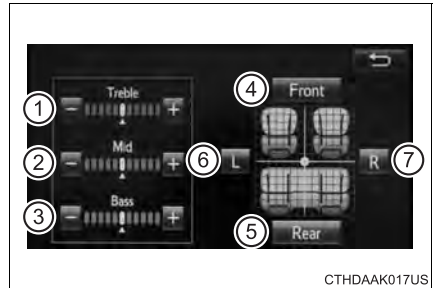 Treble
1 - +
Mid
2 - +
Bass
3 - +
4 Front
6 L R 7
5 Rear
CTHDAAK017US